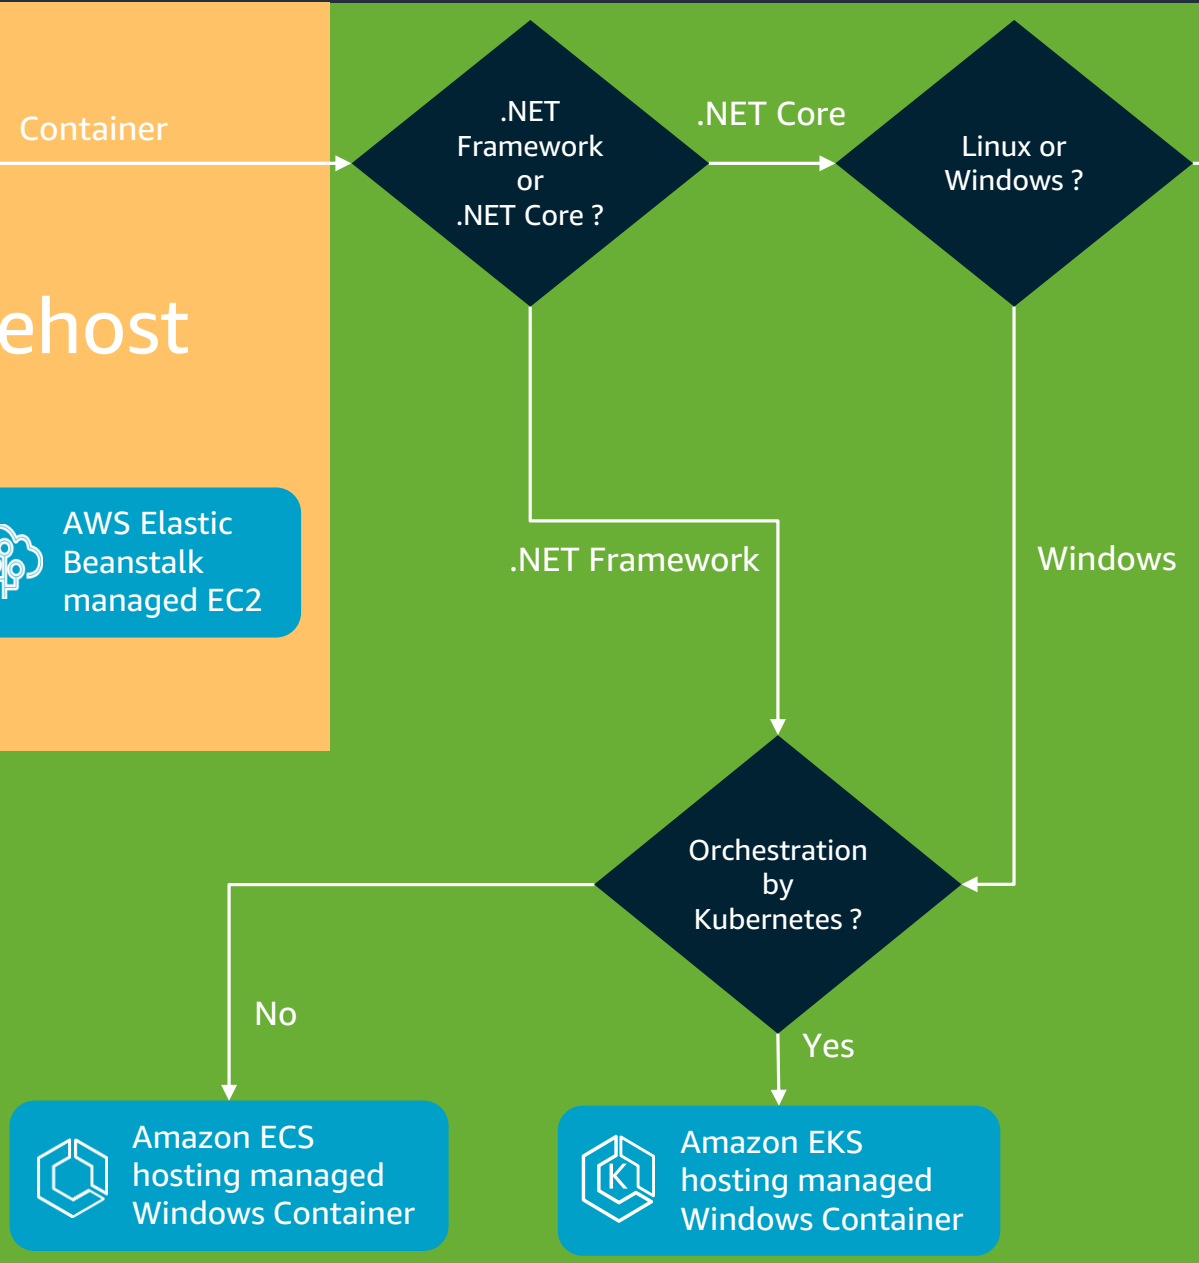 Container
.NET
Framework
or
.NET Core ?
.NET Core
Linux or
Windows ?
ehost
AWS Elastic
Beanstalk
managed EC2
.NET Framework
Windows
Orchestration
by
Kubernetes ?
No
Yes
Amazon ECS
hosting managed
Windows Container
K
Amazon EKS
hosting managed
Windows Container